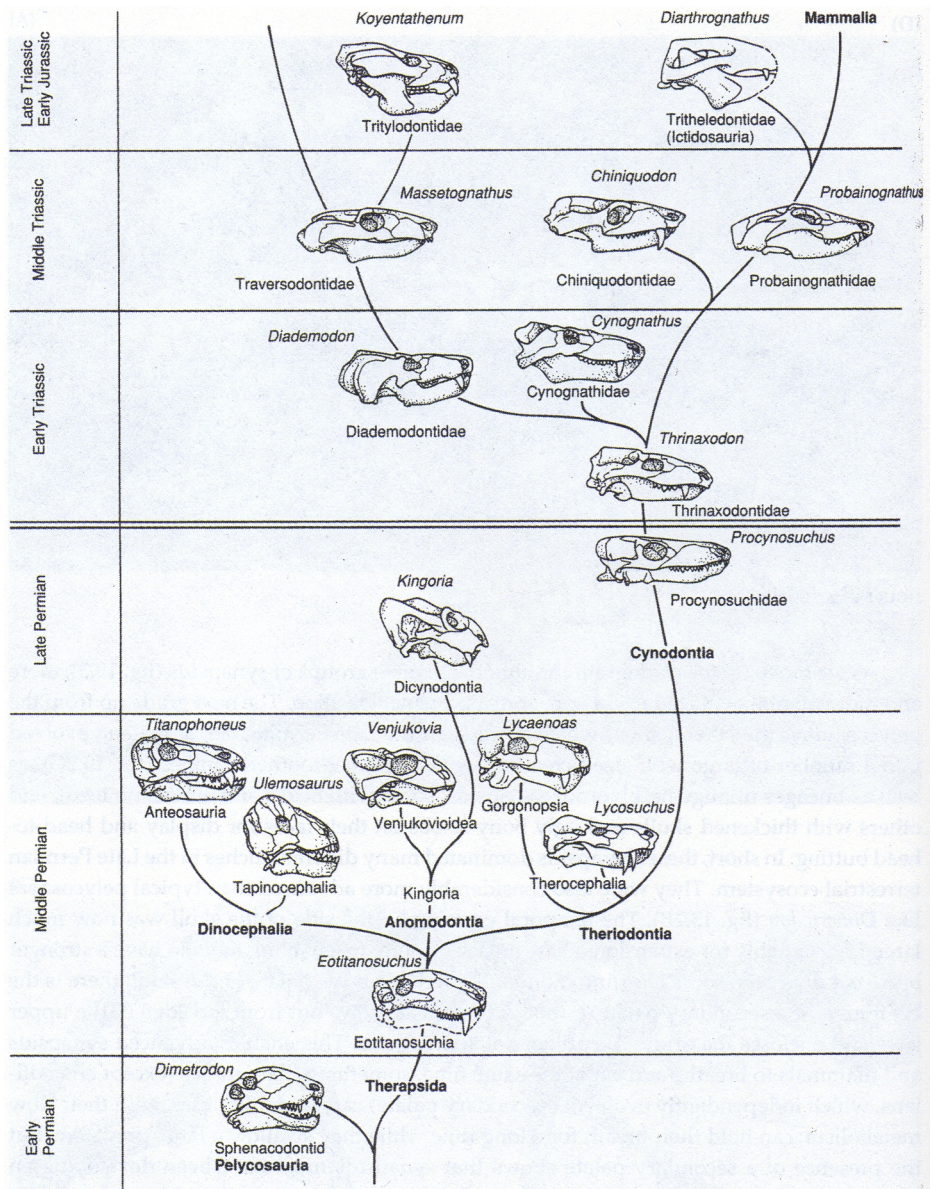 Koyentathenum
Diarthrognathus
Mammalia
Late Triassic
Early Jurassic
Tritylodontidae
Tritheledontidae
(Ictidosauria)
Middle Triassic
Massetognathus
Chiniquodon
Probainognathus
Traversodontidae
Chiniquodontidae
Probainognathidae
Early Triassic
Diademodon
Cynognathus
Cynognathidae
Diademodontidae
Thrinaxodon
Thrinaxodontidae
Procynosuchus
Late Permian
Kingoria
Procynosuchidae
Cynodontia
Dicynodontia
Middle Permian
Titanophoneus
Venjukovia
Lycaenoas
Ulemosaurus
Anteosauria
Gorgonopsia
Lycosuchus
Venjukovioidea
Tapinocephalia
Therocephalia
Kingoria
Dinocephalia
Anomodontia
Theriodontia
Eotitanosuchus
Eotitanosuchia
Early
Permian
Dimetrodon
Therapsida
Sphenacodontid
Pelycosauria